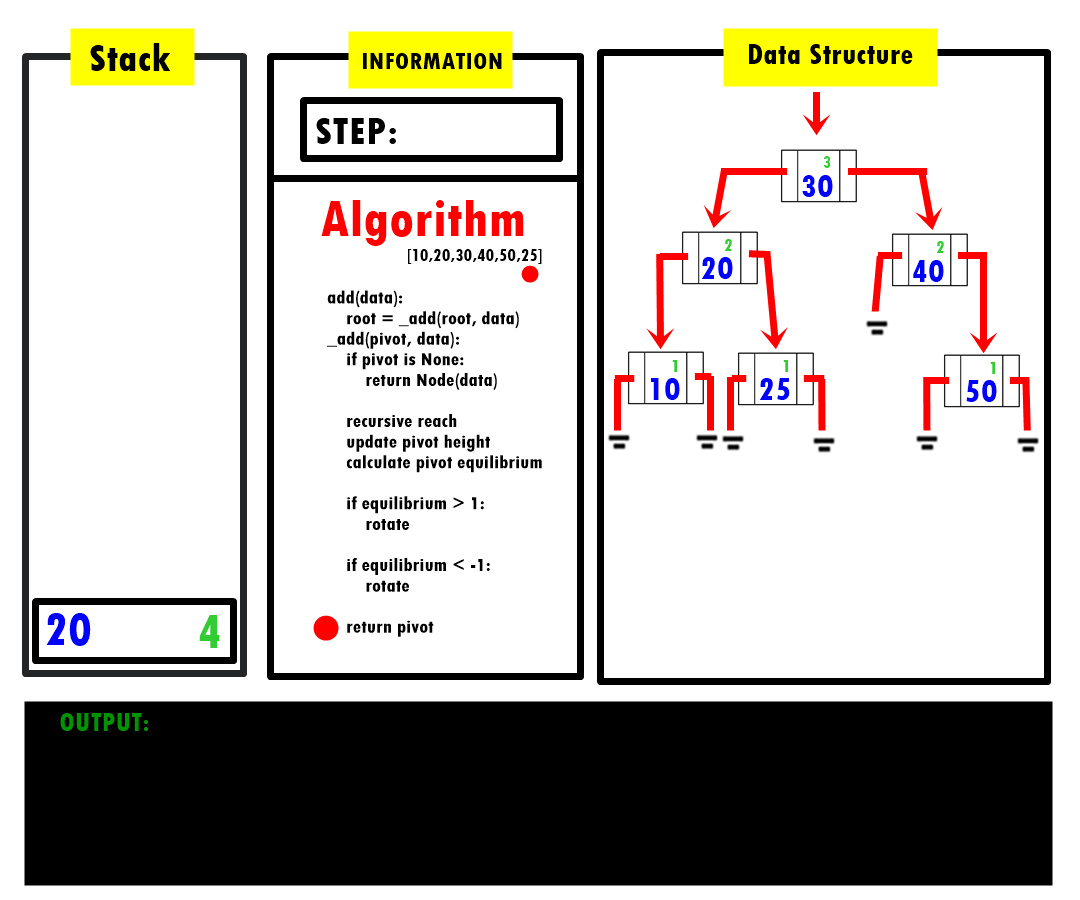 Stack
20 4
INFORMATION
STEP:
Algorithm
[10,20,30,40,50,25]
add(data):
root = _add(root, data)
_add(pivot, data):
if pivot is None:
return Node(data)
recursive reach
update pivot height
calculate pivot equilibrium
if equilibrium > 1:
rotate
if equilibrium < -1:
rotate
return pivot
Data Structure
3
30
2
20
2
40
1
10
1
25
1
50
OUTPUT: